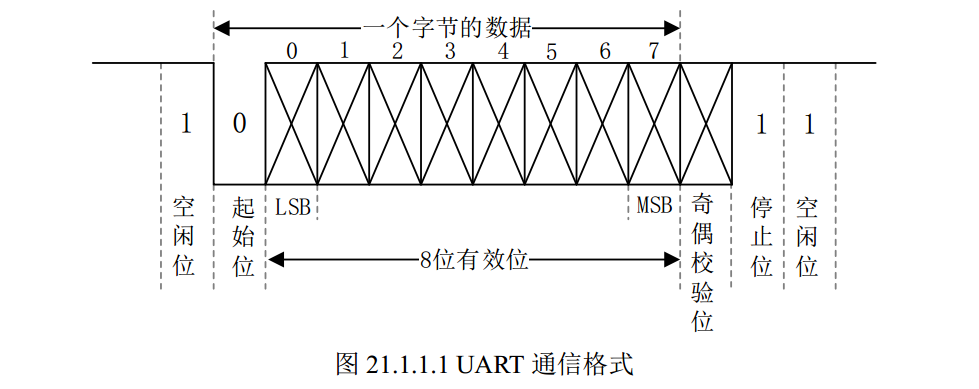 一个字节的数据
0 1 2 3 4 5 6 7
1 0 1 1
空闲位 起始位 LSB MSB 奇偶校验位 停止位 空闲位
8位有效位
图 21.1.1.1 UART 通信格式